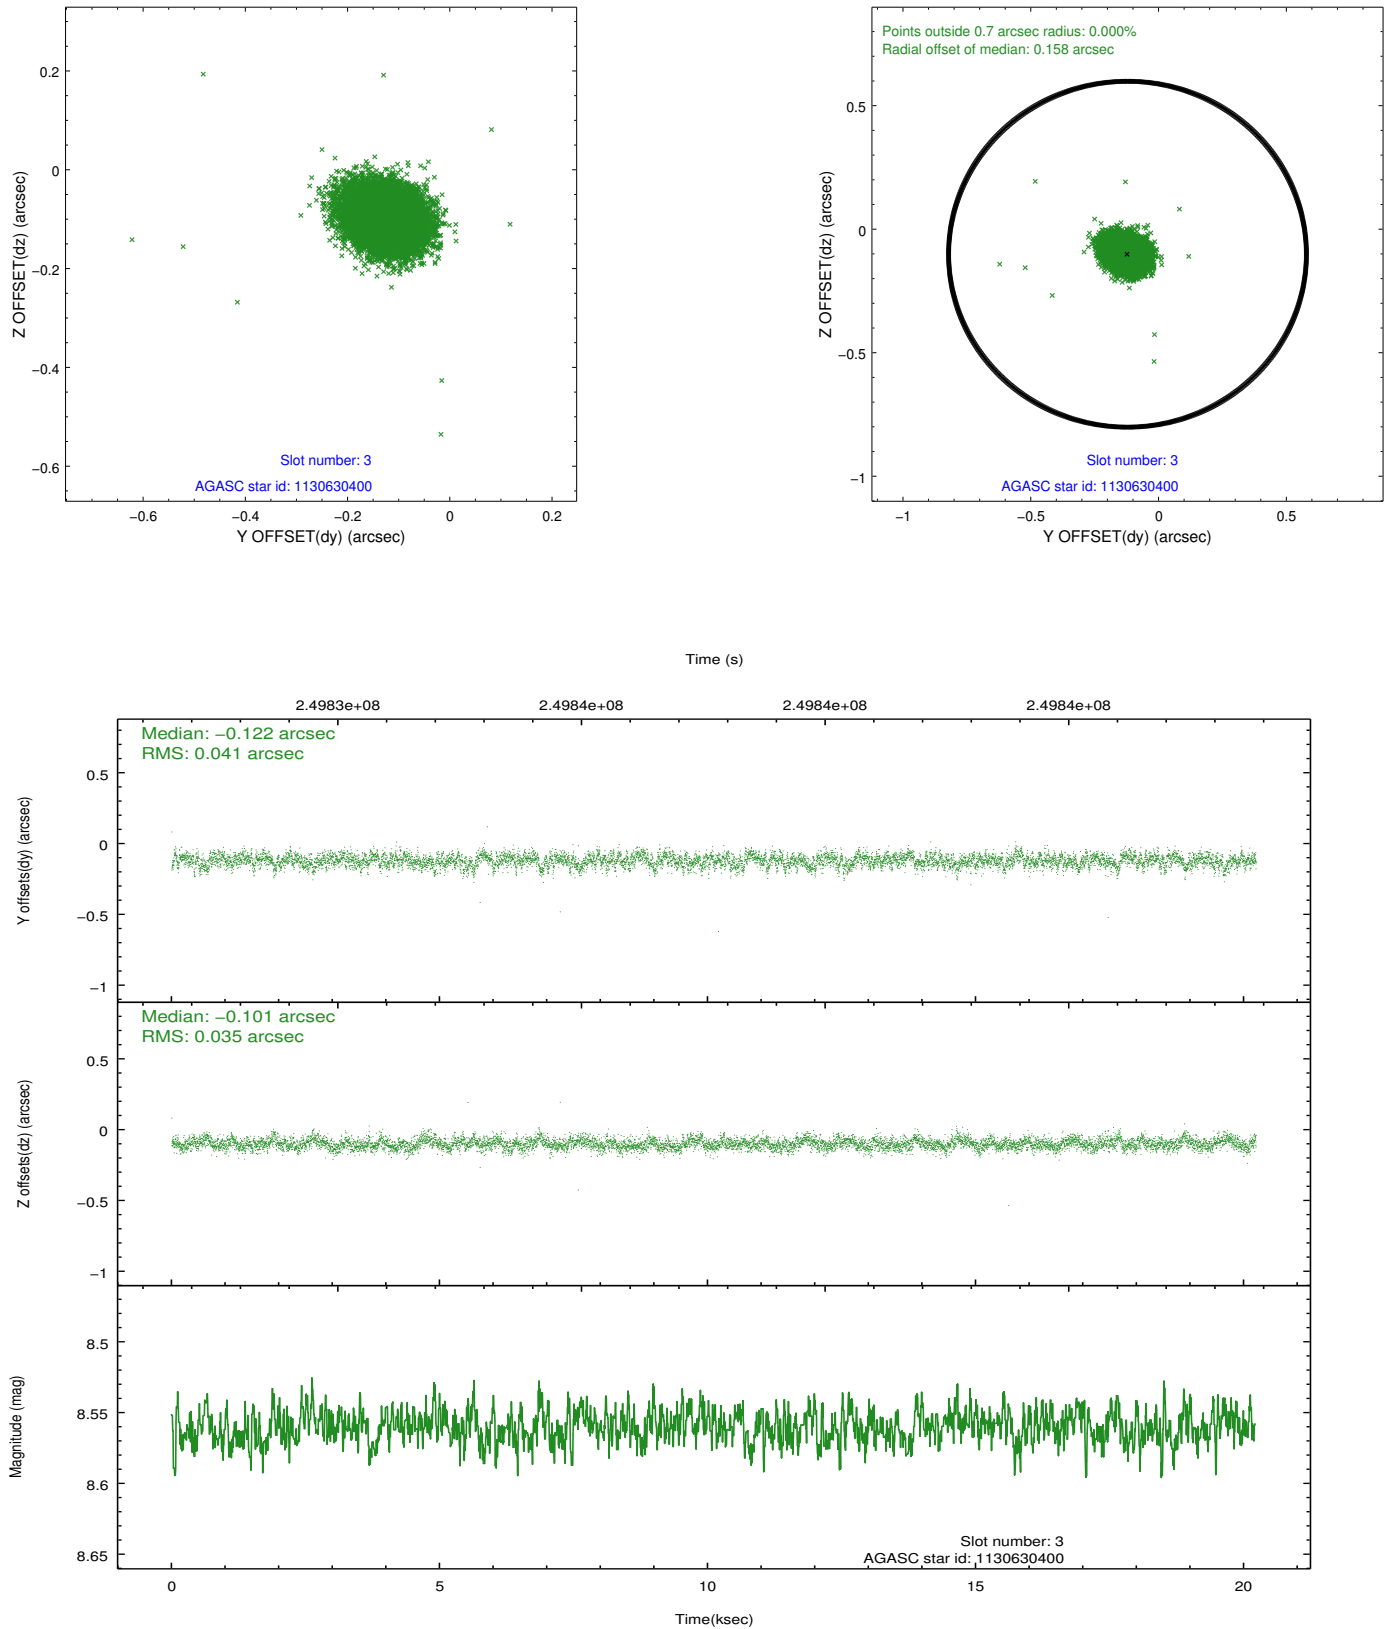 0.2
0
−0.2
−0.4
−0.6
Z OFFSET(dz) (arcsec)
Slot number: 3
AGASC star id: 1130630400
−0.6 −0.4 −0.2 0 0.2
Y OFFSET(dy) (arcsec)
Points outside 0.7 arcsec radius: 0.000%
Radial offset of median: 0.158 arcsec
0.5
0
−0.5
−1
Z OFFSET(dz) (arcsec)
Slot number: 3
AGASC star id: 1130630400
−1 −0.5 0 0.5
Y OFFSET(dy) (arcsec)
Time (s)
2.4983e+08 2.4984e+08 2.4984e+08 2.4984e+08
Median: −0.122 arcsec
RMS: 0.041 arcsec
0.5
0
−0.5
−1
Y offsets(dy) (arcsec)
Median: −0.101 arcsec
RMS: 0.035 arcsec
0.5
0
−0.5
−1
Z offsets(dz) (arcsec)
8.5
8.55
8.6
8.65
Magnitude (mag)
Slot number: 3
AGASC star id: 1130630400
0 5 10 15 20
Time(ksec)